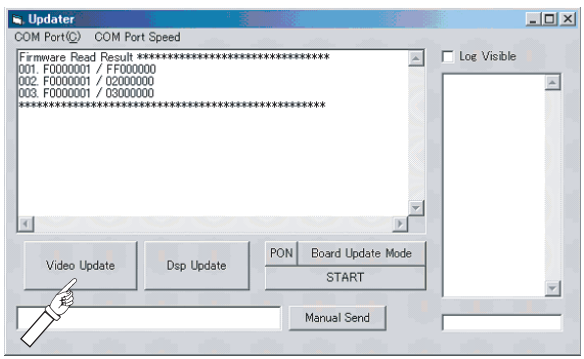 Updater
COM Port(C) COM Port Speed
Firmware Read Result ********************************
001. F0000001 / FF000000
002. F0000001 / 02000000
003. F0000001 / 03000000
***************************************************
Log Visible
Video Update
Dsp Update
PON
Board Update Mode
START
Manual Send